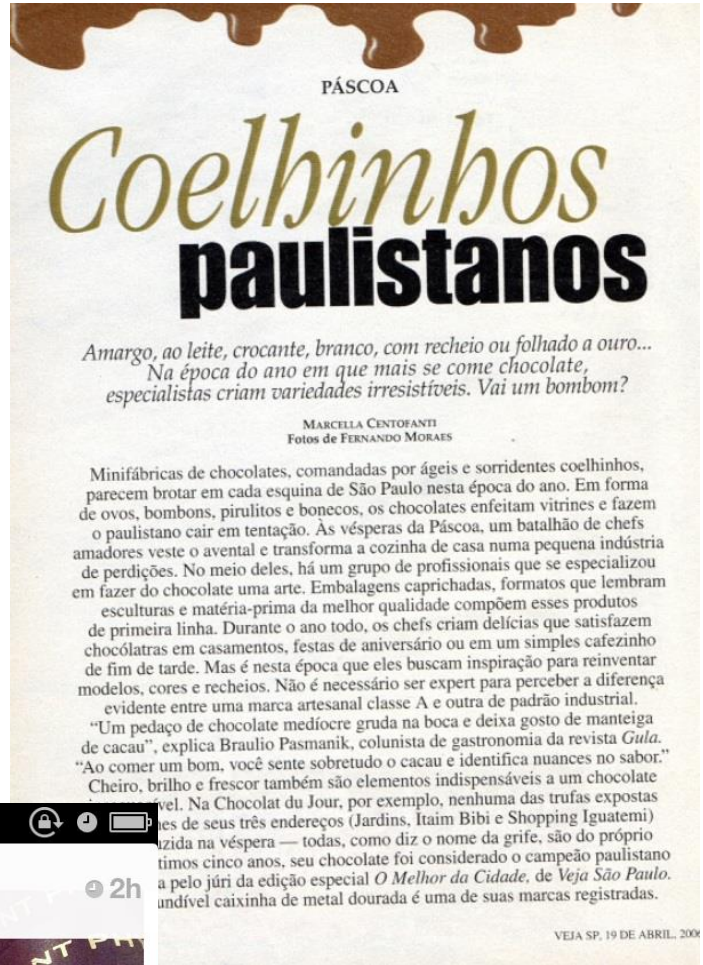 PÁSCOA
Coelhinhos
paulistanos
Amargo, ao leite, crocante, branco, com recheio ou folhado a ouro...
Na época do ano em que mais se come chocolate,
especialistas criam variedades irresistíveis. Vai um bombom?
MARCELLA CENTOFANTI
Fotos de FERNANDO MORAES
Minifábricas de chocolates, comandadas por ágeis e sorridentes coelhinhos,
parecem brotar em cada esquina de São Paulo nesta época do ano. Em forma
de ovos, bombons, pirulitos e bonecos, os chocolates enfeitam vitrines e fazem
o paulistano cair em tentação. Às vésperas da Páscoa, um batalhão de chefs
amadores veste o avental e transforma a cozinha de casa numa pequena indústria
de perdições. No meio deles, há um grupo de profissionais que se especializou
em fazer do chocolate uma arte. Embalagens caprichadas, formatos que lembram
esculturas e matéria-prima da melhor qualidade compõem esses produtos
de primeira linha. Durante o ano todo, os chefs criam delícias que satisfazem
chocólatras em casamentos, festas de aniversário ou em um simples cafezinho
de fim de tarde. Mas é nesta época que eles buscam inspiração para reinventar
modelos, cores e recheios. Não é necessário ser expert para perceber a diferença
evidente entre uma marca artesanal classe A e outra de padrão industrial.
“Um pedaço de chocolate medíocre gruda na boca e deixa gosto de manteiga
de cacau”, explica Braulio Pasmanik, colunista de gastronomia da revista Gula.
“Ao comer um bom, você sente sobretudo o cacau e identifica nuances no sabor.”
Cheiro, brilho e frescor também são elementos indispensáveis a um chocolate
vel. Na Chocolat du Jour, por exemplo, nenhuma das trufas expostas
nes de seus três endereços (Jardins, Itaim Bibi e Shopping Iguatemi)
zida na véspera — todas, como diz o nome da grife, são do próprio
timos cinco anos, seu chocolate foi considerado o campeão paulistano
a pelo júri da edição especial O Melhor da Cidade, de Veja São Paulo.
undível caixinha de metal dourada é uma de suas marcas registradas.
2h
VEJA SP, 19 DE ABRIL, 2006